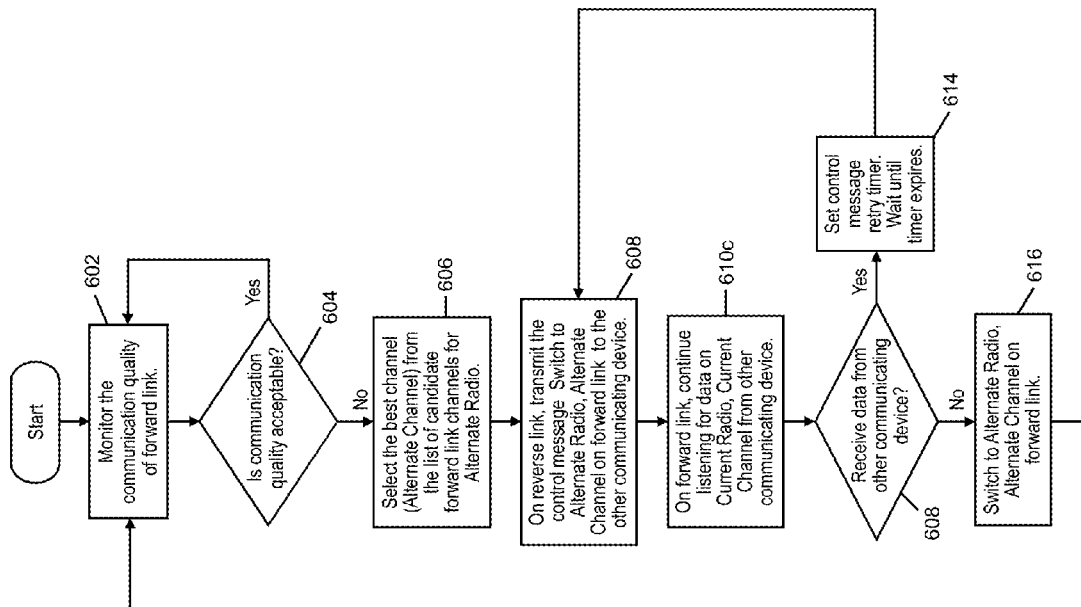 Start
602
Monitor the
communication quality
of forward link.
Yes
604
Is communication
quality acceptable?
No
606
Select the best channel
(Alternate Channel) from
the list of candidate
forward link channels for
Alternate Radio.
608
On reverse link, transmit the
control message Switch to
Alternate Radio, Alternate
Channel on forward link to the
other communicating device.
610c
On forward link, continue
listening for data on
Current Radio, Current
Channel from other
communicating device.
614
Set control
message
retry timer.
Wait until
timer expires.
Yes
Receive data from
other communicating
device?
608
No
616
Switch to Alternate Radio,
Alternate Channel on
forward link.